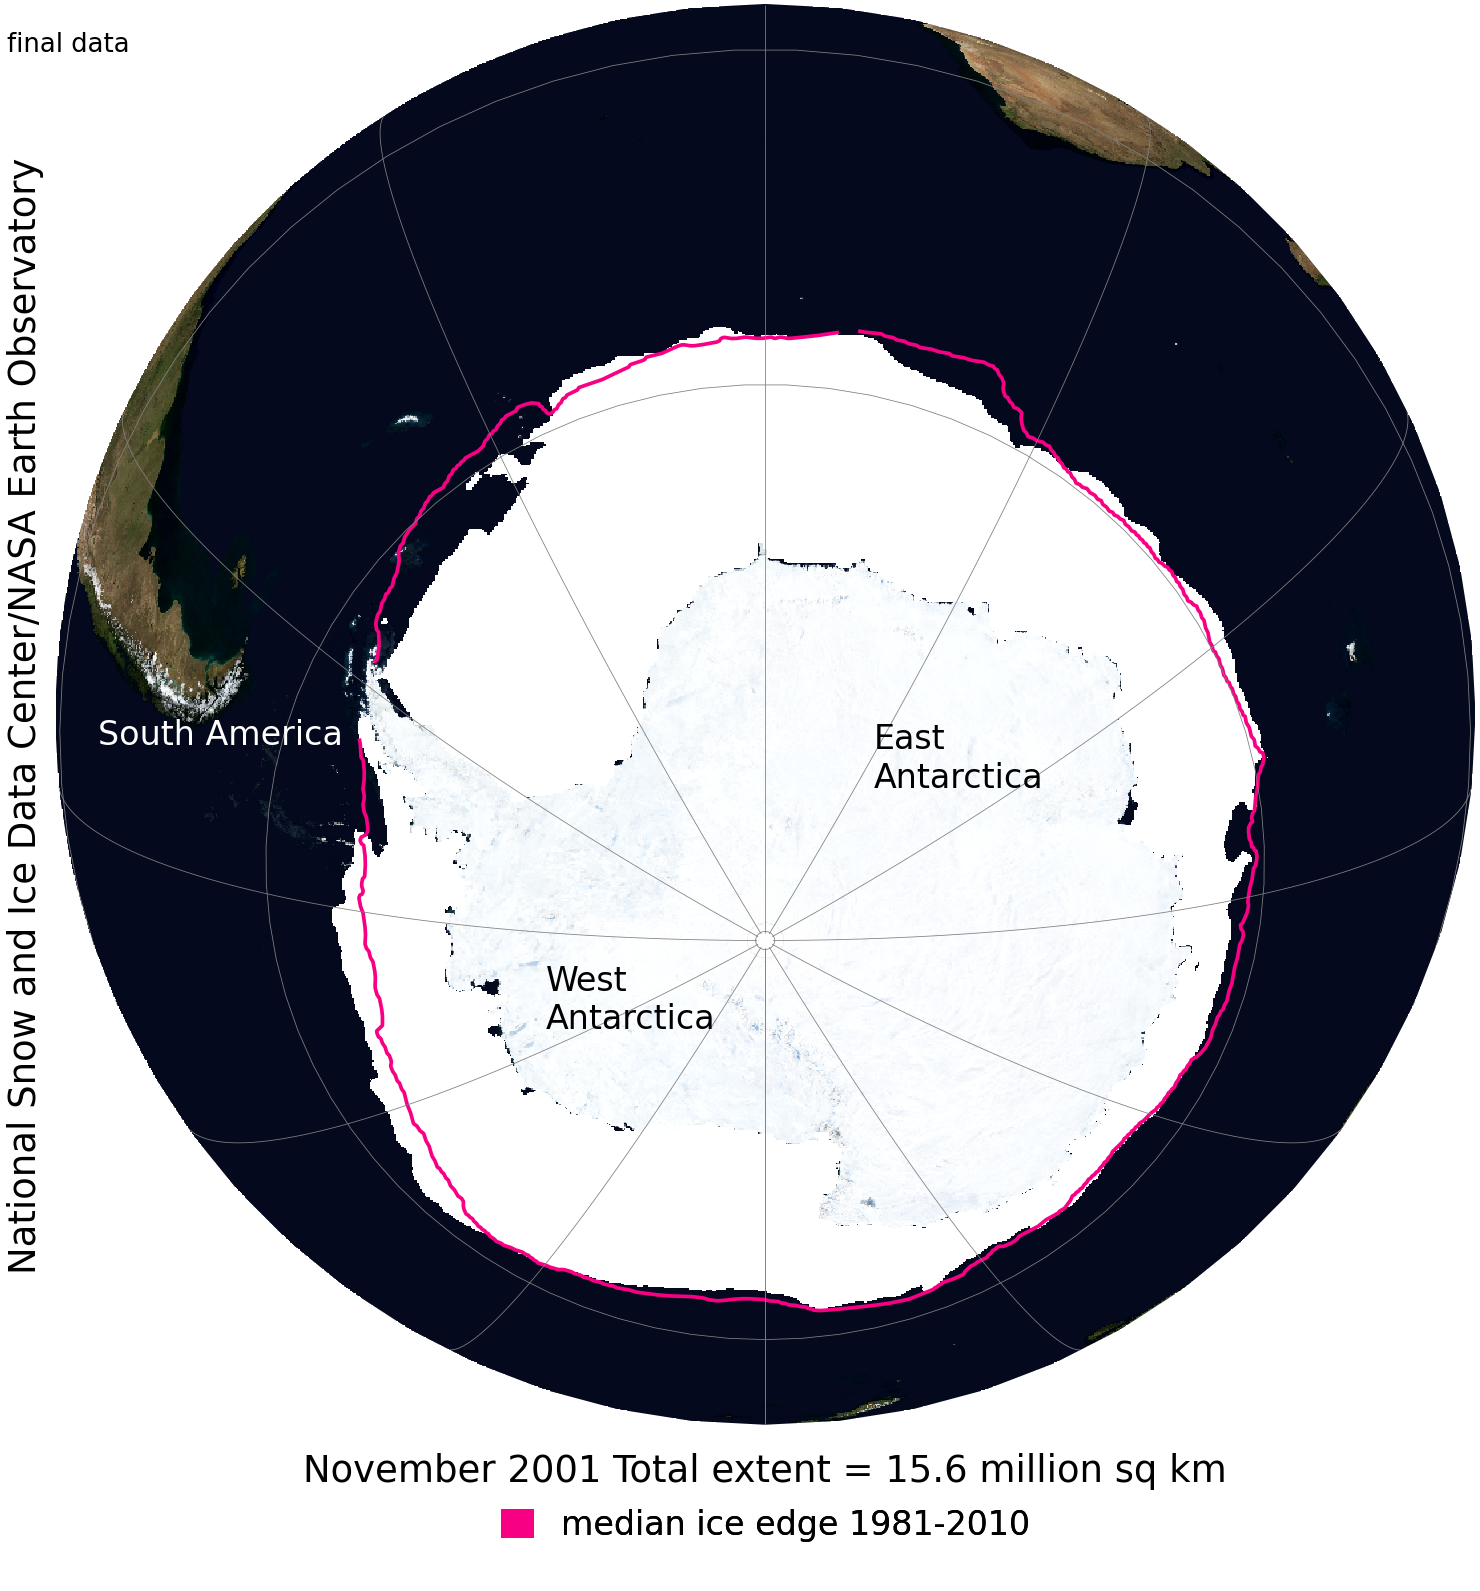 final data
National Snow and Ice Data Center/NASA Earth Observatory
South America
East
Antarctica
West
Antarctica
November 2001 Total extent = 15.6 million sq km
median ice edge 1981-2010